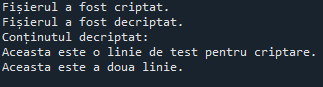 Fișierul a fost criptat.
Fișierul a fost decriptat.
Conținutul decriptat:
Aceasta este o linie de test pentru criptare.
Aceasta este a doua linie.